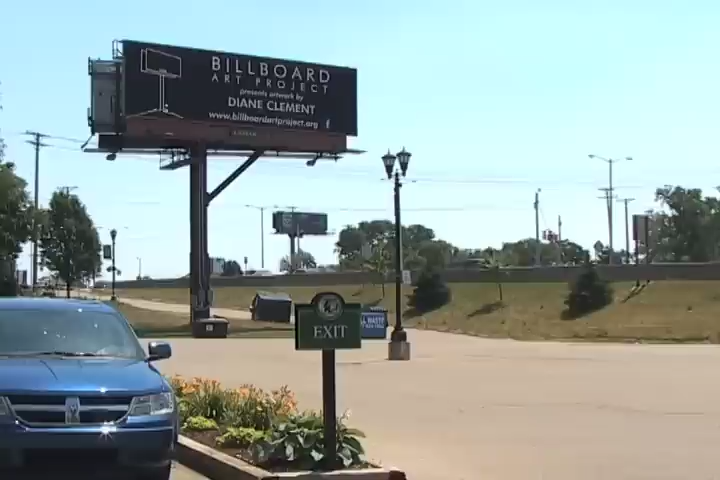 BILLBOARD
ART PROJECT
presents artwork by
DIANE CLEMENT
www.billboardartproject.org f
EXIT